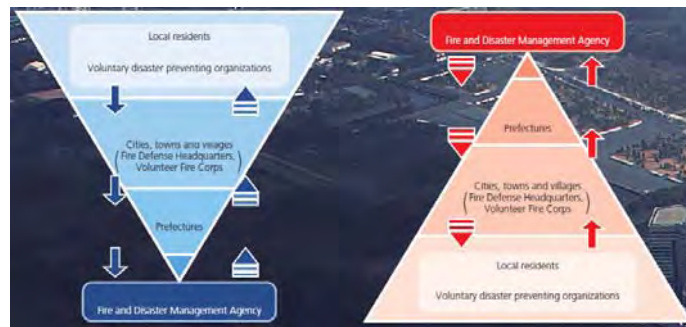 Local residents
Voluntary disaster preventing organizations
Cities, towns and vilages
( Fire Defense Headquarters,
Volunteer Fire Corps )
Prefectures
Fire and Disaster Management Agency
Fire and Disaster Management Agency
Prefectures
Cities, towns and villages
( Fire Defense Headquarters,
Volunteer Fire Corps )
Local residents
Voluntary disaster preventing organizations